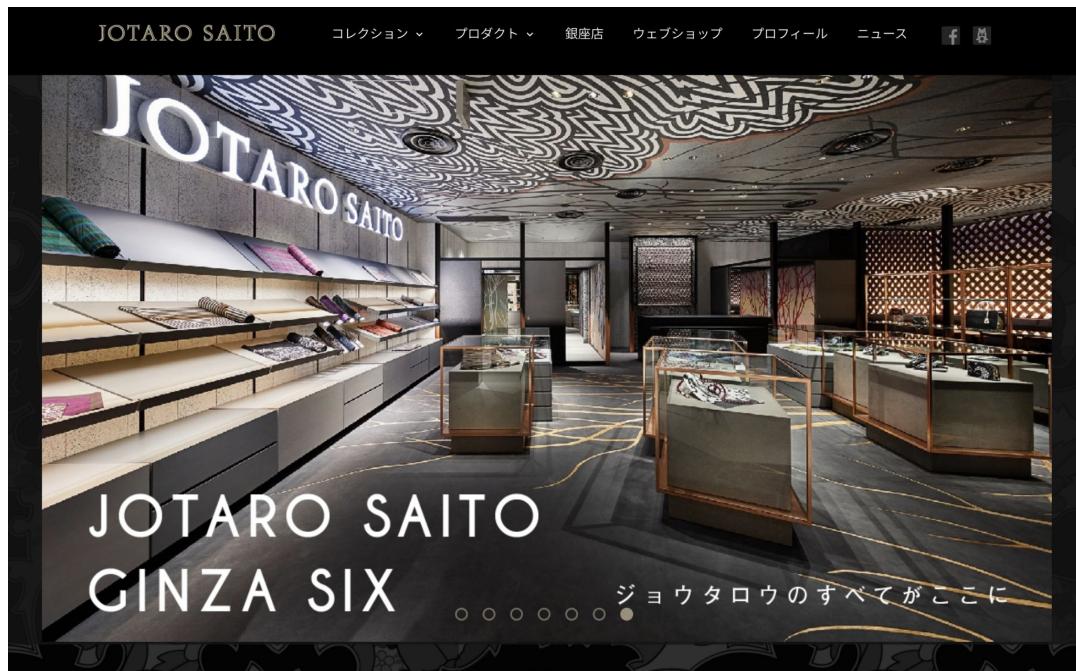 JOTARO SAITO
コレクション
プロダクト
銀座店
ウェブショップ
プロフィール
ニュース
JOTARO SAITO
JOTARO SAITO
GINZA SIX
ジョウタロウのすべてがここに